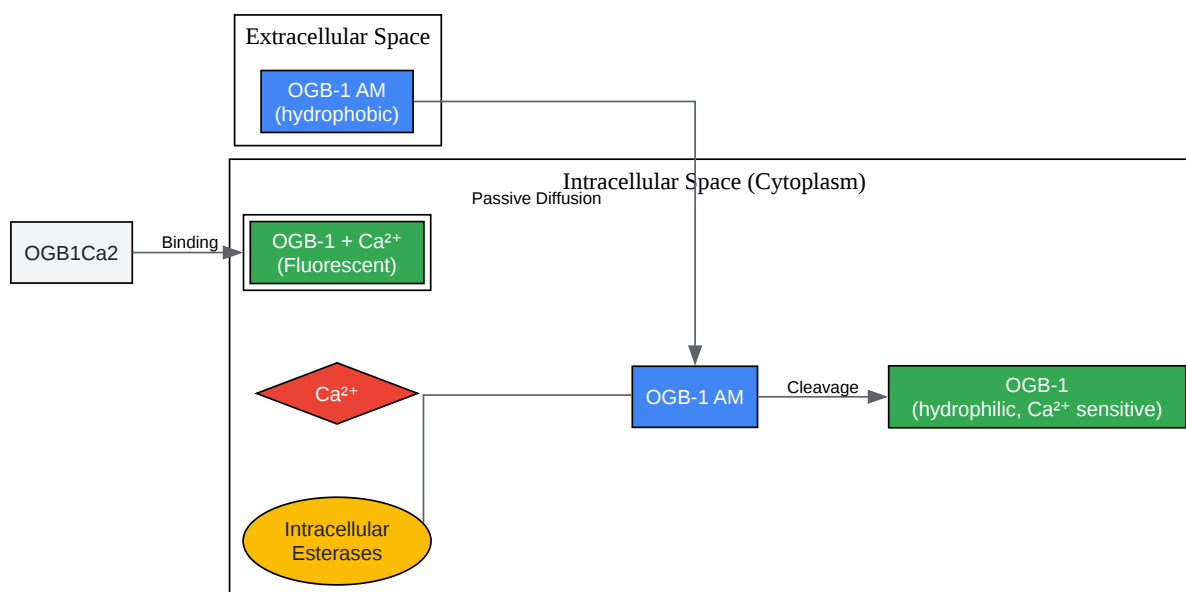 Extracellular Space
OGB-1 AM
(hydrophobic)
Intracellular Space (Cytoplasm)
Passive Diffusion
OGB1Ca2
Binding
OGB-1 + Ca²⁺
(Fluorescent)
Ca²⁺
OGB-1 AM
Cleavage
OGB-1
(hydrophilic, Ca²⁺ sensitive)
Intracellular
Esterases